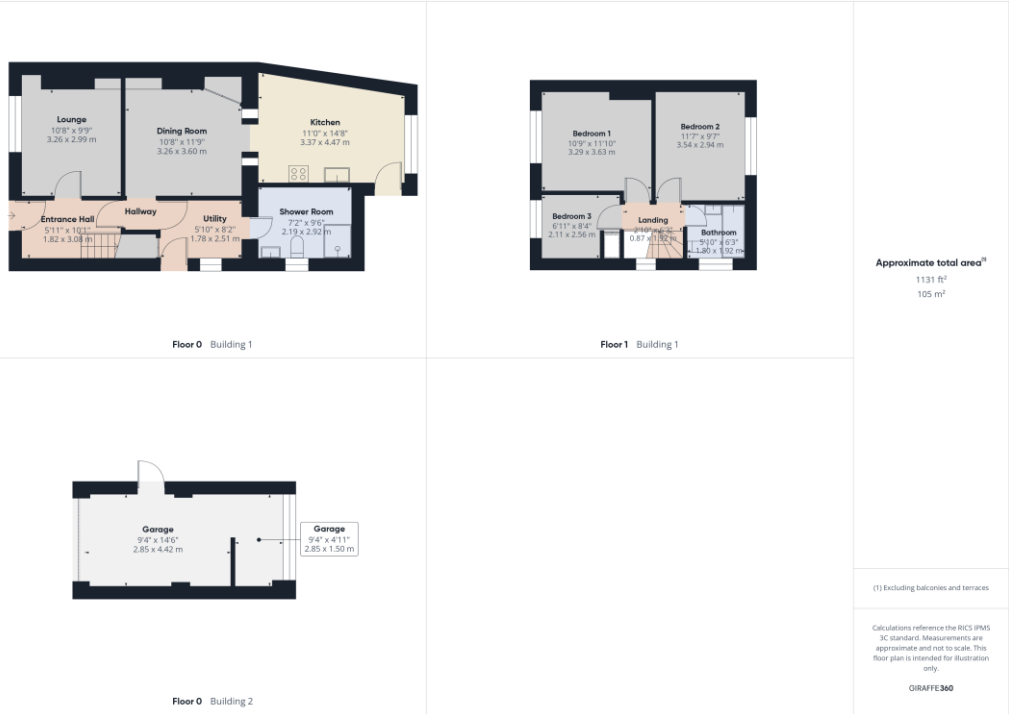 Lounge
10'8" x 9'9"
3.26 x 2.99 m
Dining Room
10'8" x 11'9"
3.26 x 3.60 m
Kitchen
11'0" x 14'8"
3.37 x 4.47 m
Entrance Hall
5'11" x 10'1"
1.82 x 3.08 m
Hallway
Utility
5'10" x 8'2"
1.78 x 2.51 m
Shower Room
7'2" x 9'6"
2.19 x 2.92 m
Floor 0 Building 1
Bedroom 1
10'9" x 11'10"
3.29 x 3.63 m
Bedroom 2
11'7" x 9'7"
3.54 x 2.94 m
Bedroom 3
6'11" x 8'4"
2.11 x 2.56 m
Landing
2'10" x 6'3"
0.87 x 1.92 m
Bathroom
5'10" x 6'3"
1.80 x 1.92 m
Floor 1 Building 1
Garage
9'4" x 14'6"
2.85 x 4.42 m
Garage
9'4" x 4'11"
2.85 x 1.50 m
Floor 0 Building 2
Approximate total area
1131 ft²
105 m²
(1) Excluding balconies and terraces
Calculations reference the RICS IPMS
3C standard. Measurements are
approximate and not to scale. This
floor plan is intended for illustration
only.
GIRAFFE360